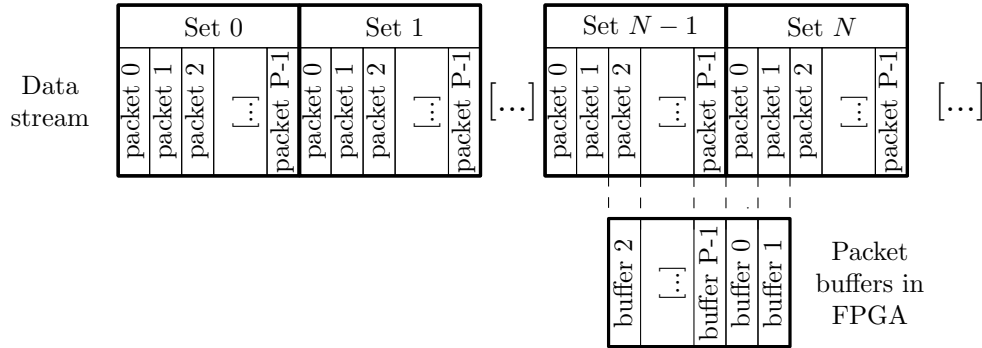 Set 0
Set 1
Set N − 1
Set N
Data
stream
packet 0
packet 1
packet 2
[...]
packet P-1
packet 0
packet 1
packet 2
[...]
packet P-1
[...]
packet 0
packet 1
packet 2
[...]
packet P-1
packet 0
packet 1
packet 2
[...]
packet P-1
[...]
buffer 2
[...]
buffer P-1
buffer 0
buffer 1
Packet
buffers in
FPGA